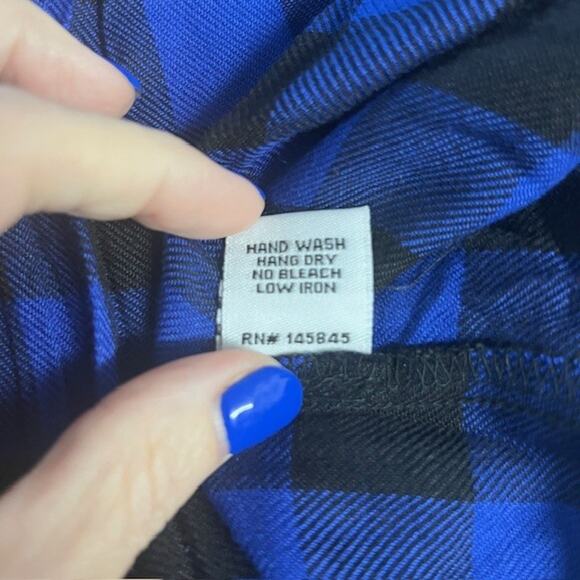 HAND WASH
HANG DRY
NO BLEACH
LOW IRON
RN# 145845